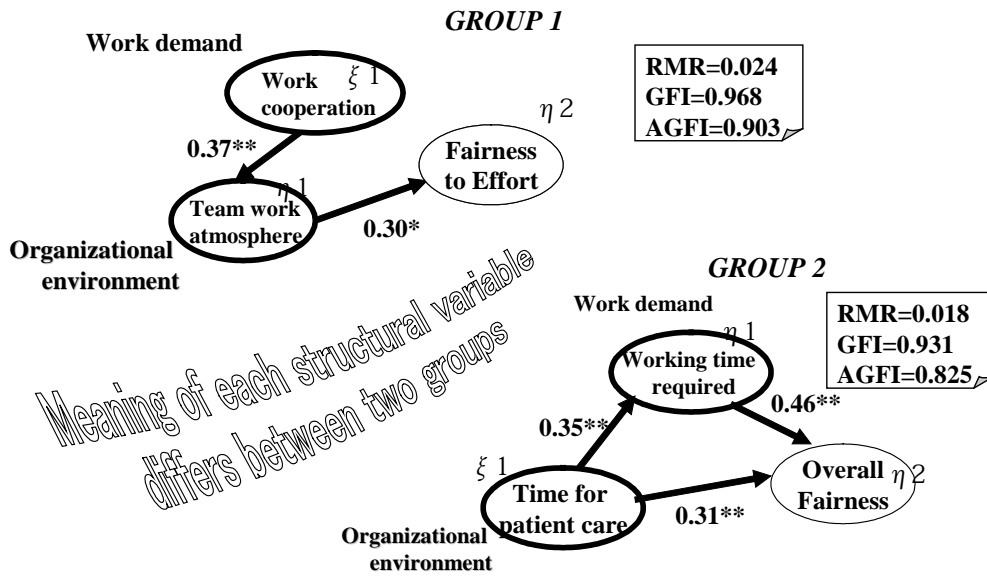 GROUP 1
Work demand
ξ 1
Work
cooperation
RMR=0.024
GFI=0.968
AGFI=0.903
η 2
0.37**
Fairness
to Effort
η 1
Team work
atmosphere
0.30*
Organizational
environment
Meaning of each structural variable
differs between two groups
GROUP 2
Work demand
RMR=0.018
GFI=0.931
AGFI=0.825
η 1
Working time
required
0.46**
0.35**
ξ 1
Time for
patient care
Overall
Fairness
η 2
0.31**
Organizational
environment